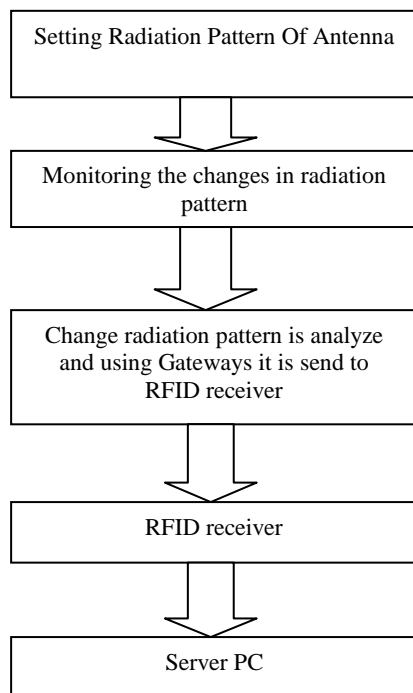 Setting Radiation Pattern Of Antenna
Monitoring the changes in radiation
pattern
Change radiation pattern is analyze
and using Gateways it is send to
RFID receiver
RFID receiver
Server PC